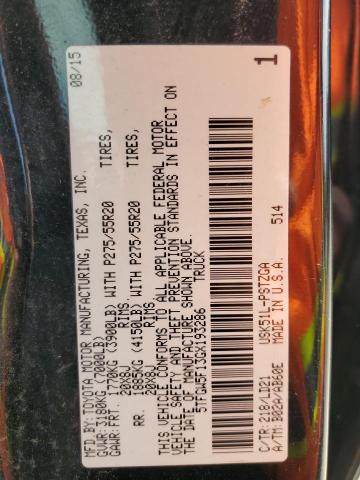 MFD.BY:TOYOTA MOTOR MANUFACTURING, TEXAS, INC. 08/15
GVWR: 3180KG (7000LB)
GAWR:FRT. 1770KG (3900LB) WITH P275/55R20 TIRES,
20X8J RIMS.
RR. 1885KG (4150LB) WITH P275/55R20 TIRES,
20X8J RIMS.
THIS VEHICLE CONFORMS TO ALL APPLICABLE FEDERAL MOTOR
VEHICLE SAFETY AND THEFT PREVENTION STANDARDS IN EFFECT ON
THE DATE OF MANUFACTURE SHOWN ABOVE.
5TFGW5F13GX193286 TRUCK
C/TR: 218/LD21 USK51L-PSTZGA
A/TM: B02A/AB60E MADE IN U.S.A. 514
1